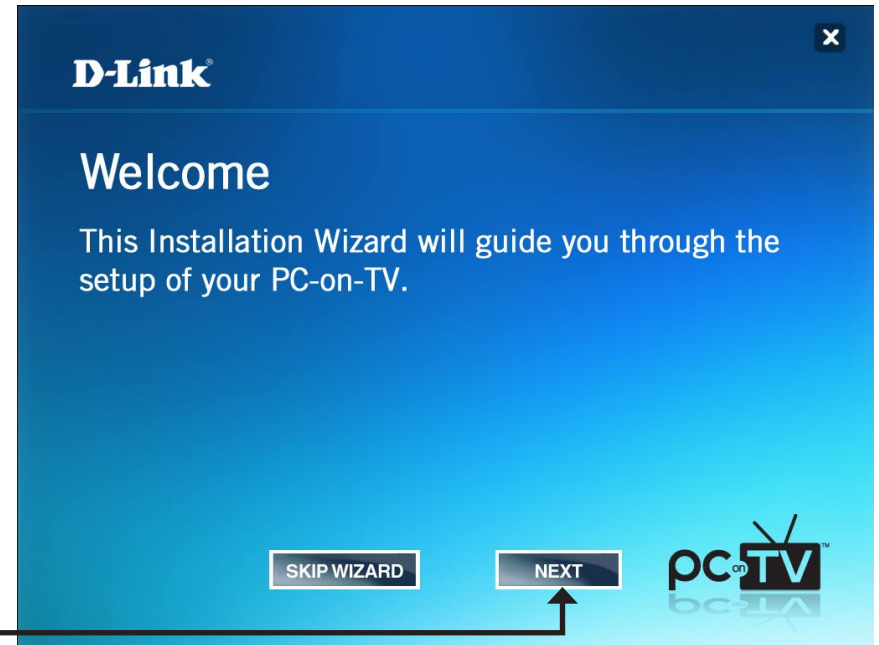 D-Link®
Welcome
This Installation Wizard will guide you through the
setup of your PC-on-TV.
SKIP WIZARD
NEXT
pc on TV™